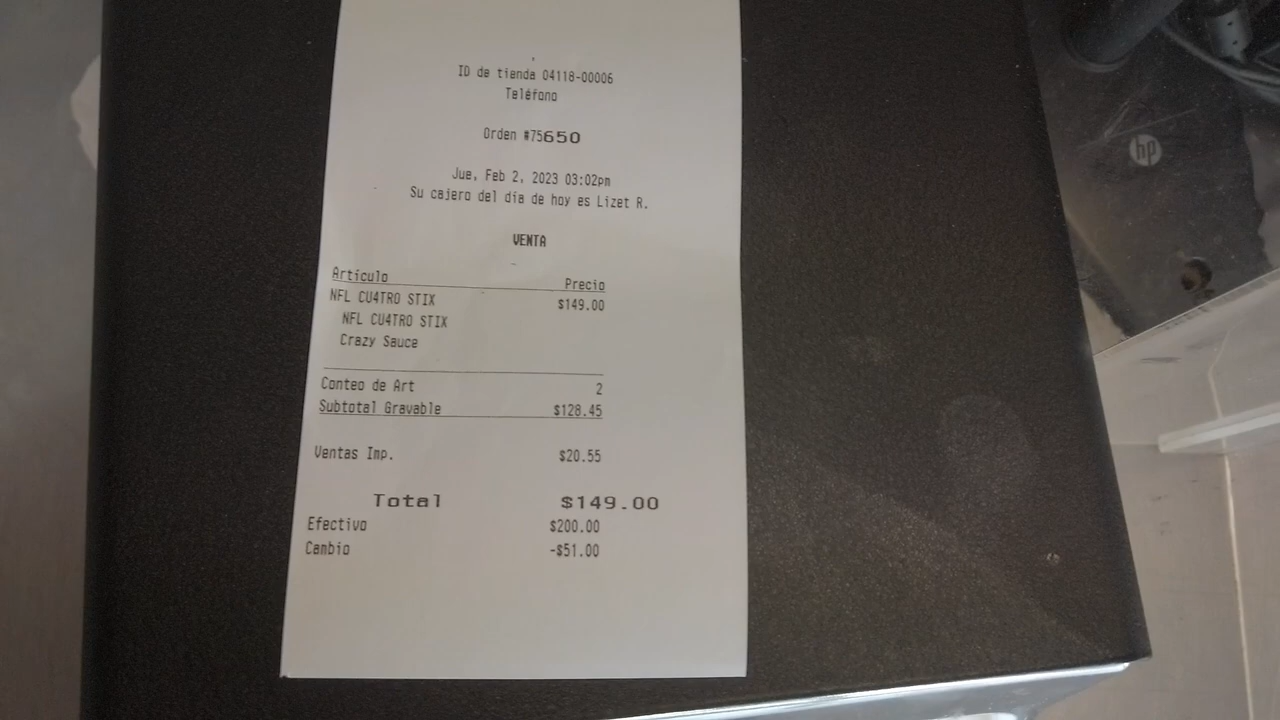 ID de tienda 04118-00006
Teléfono
Orden #75650
Jue, Feb 2, 2023 03:02pm
Su cajero del día de hoy es Lizet R.
VENTA
Artículo Precio
NFL CU4TRO STIX $149.00
NFL CU4TRO STIX
Crazy Sauce
Conteo de Art 2
Subtotal Gravable $128.45
Ventas Imp. $20.55
Total $149.00
Efectivo $200.00
Cambio -$51.00
hp